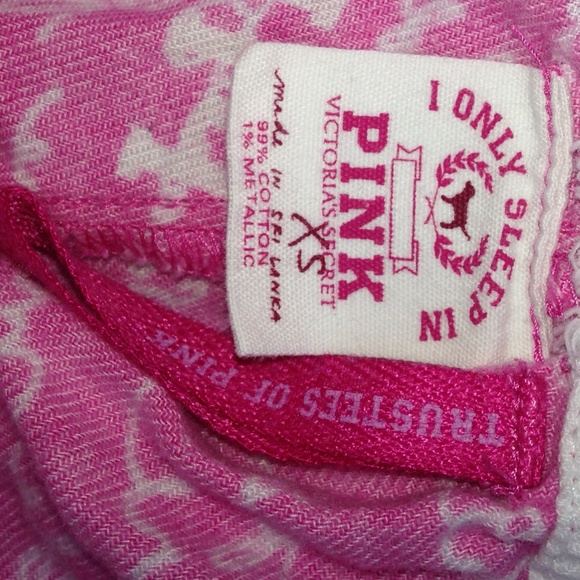 I ONLY SLEEP IN
PINK
VICTORIA'S SECRET
XS
99% COTTON
1% METALLIC
made IN SRI LANKA
TRUSTEES OF PINK